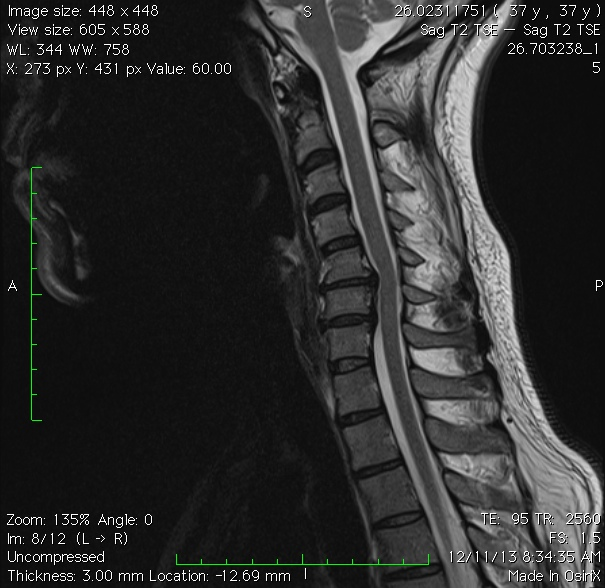 Image size: 448 x 448
View size: 605 x 588
WL: 344 WW: 758
X: 273 px Y: 431 px Value: 60.00
S
26.02311751 ( 37 y , 37 y )
Sag T2 TSE — Sag T2 TSE
26.703238_1
5
A
P
Zoom: 135% Angle: 0
Im: 8/12 (L -> R)
Uncompressed
Thickness: 3.00 mm Location: -12.69 mm
I
TE: 95 TR: 2560
FS: 1.5
12/11/13 8:34:35 AM
Made In OsiriX